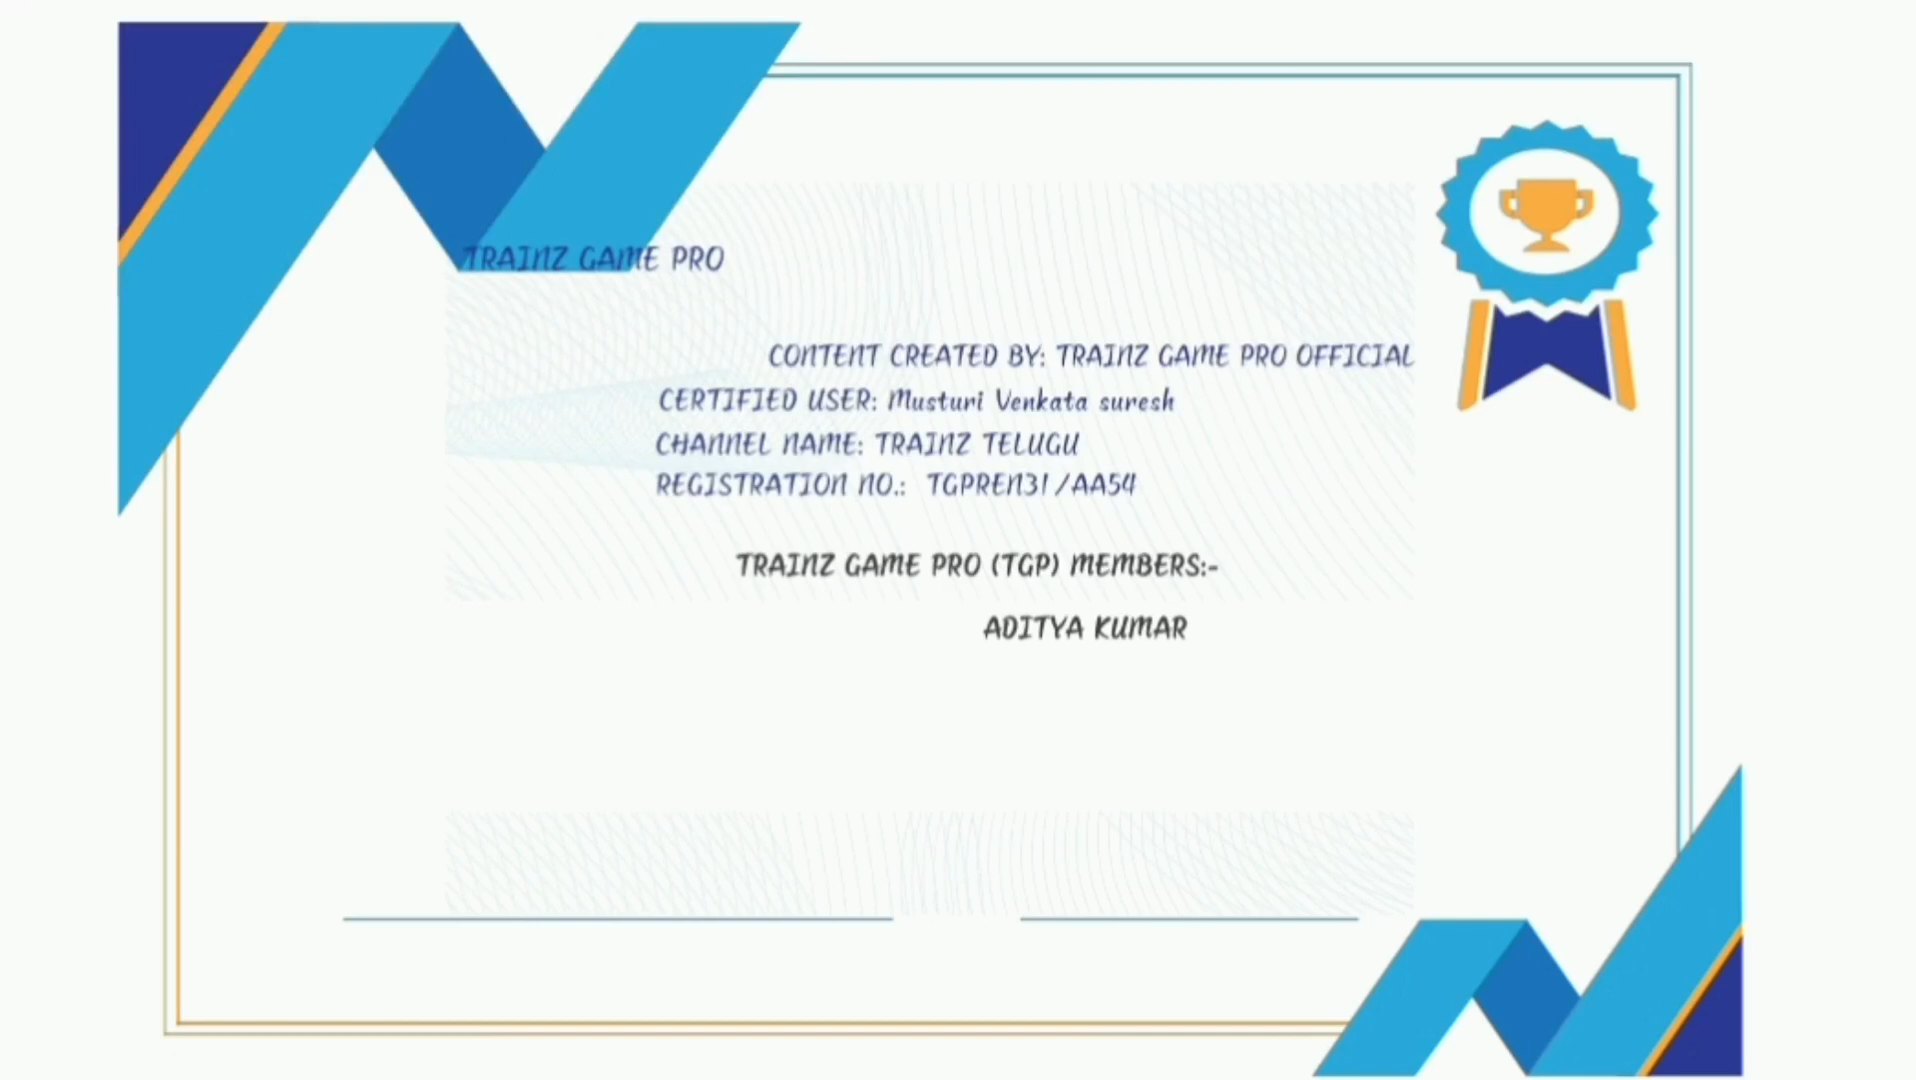 TRAINZ GAME PRO
CONTENT CREATED BY: TRAINZ GAME PRO OFFICIAL
CERTIFIED USER: Musturi Venkata suresh
CHANNEL NAME: TRAINZ TELUGU
REGISTRATION NO.: TGPREN31/AA54
TRAINZ GAME PRO (TGP) MEMBERS:-
ADITYA KUMAR